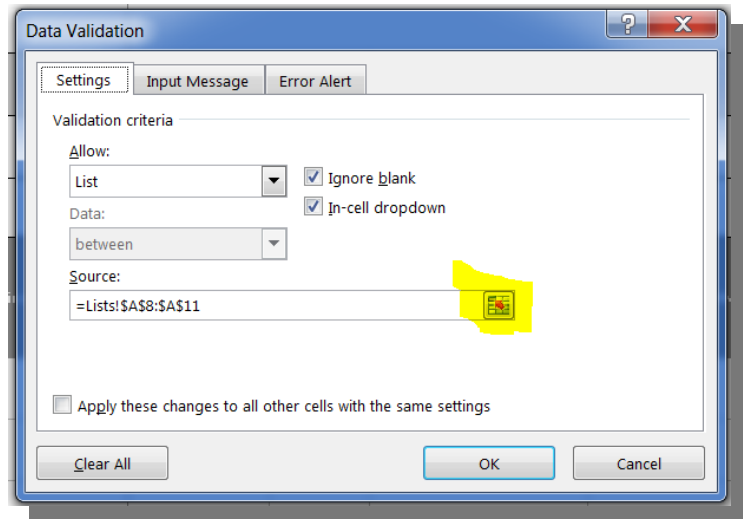 Data Validation
Settings Input Message Error Alert
Validation criteria
Allow:
List
Ignore blank
Data:
In-cell dropdown
between
Source:
=Lists!$A$8:$A$11
Apply these changes to all other cells with the same settings
Clear All OK Cancel